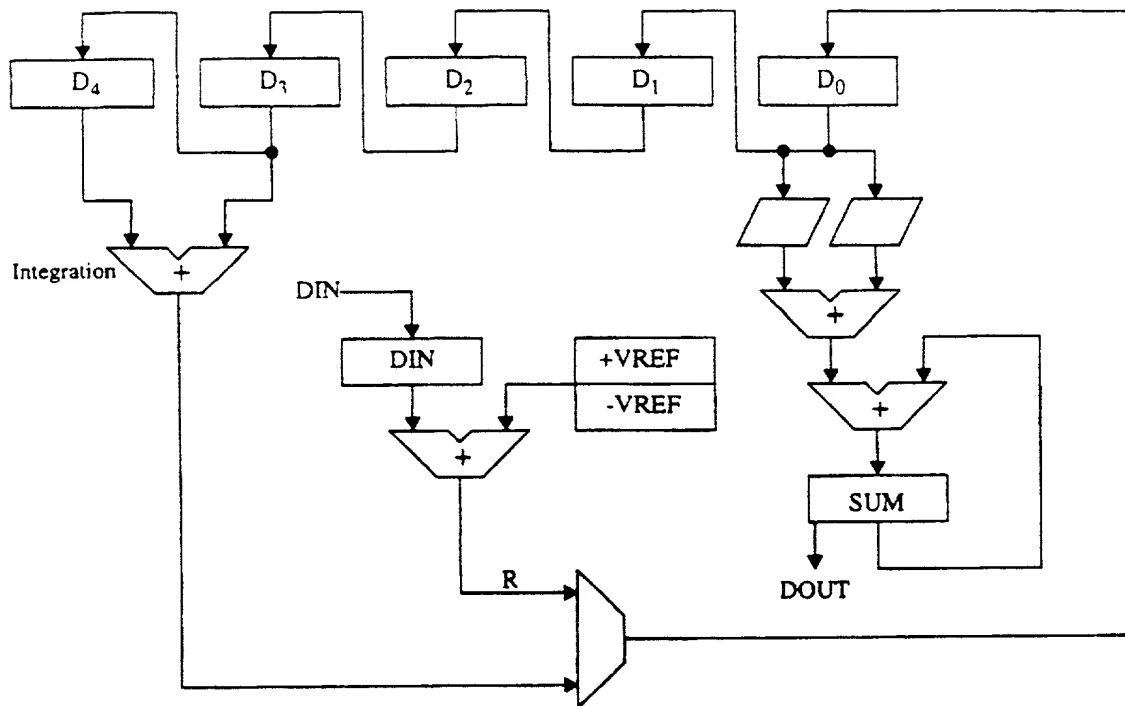 D4
D3
D2
D1
D0
+
Integration
+
DIN
DIN
+VREF
-VREF
+
+
SUM
R
DOUT